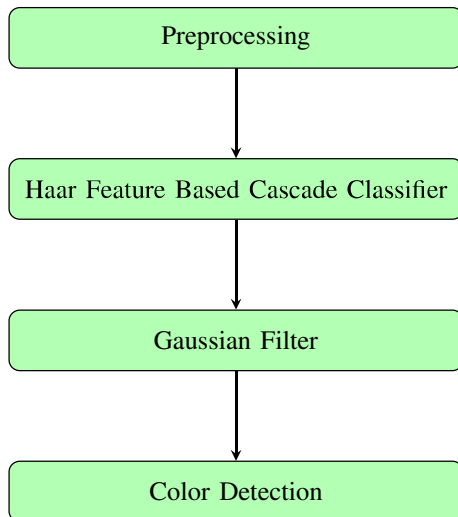 Preprocessing
Haar Feature Based Cascade Classifier
Gaussian Filter
Color Detection